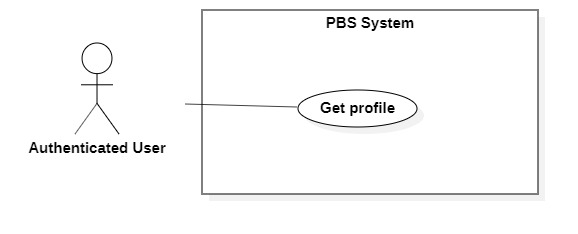 PBS System
Get profile
Authenticated User